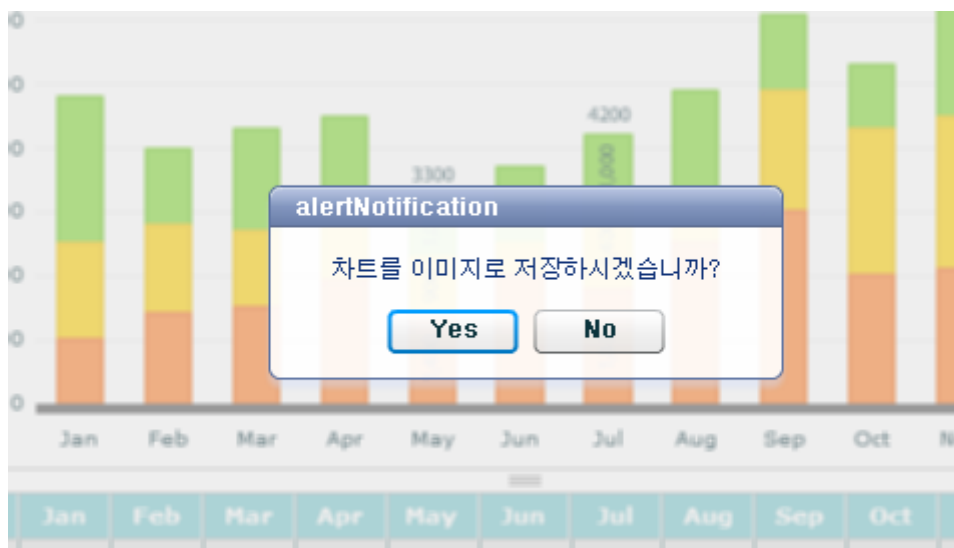 4200
3300
alertNotification
차트를 이미지로 저장하시겠습니까?
Yes No
0
Jan Feb Mar Apr May Jun Jul Aug Sep Oct
Jan Feb Mar Apr May Jun Jul Aug Sep Oct